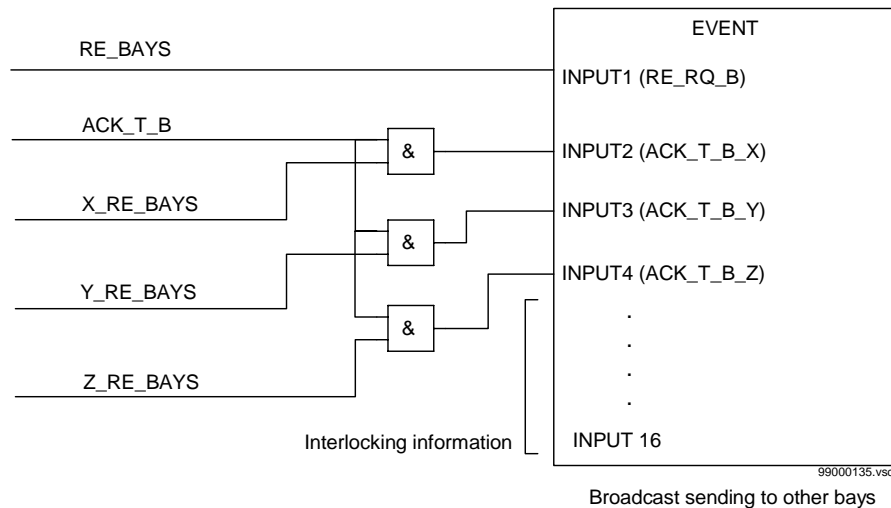 EVENT
RE_BAYS
INPUT1 (RE_RQ_B)
ACK_T_B
&
INPUT2 (ACK_T_B_X)
X_RE_BAYS
INPUT3 (ACK_T_B_Y)
&
Y_RE_BAYS
INPUT4 (ACK_T_B_Z)
&
.
.
.
.
Z_RE_BAYS
Interlocking information
INPUT 16
99000135.vsd
Broadcast sending to other bays